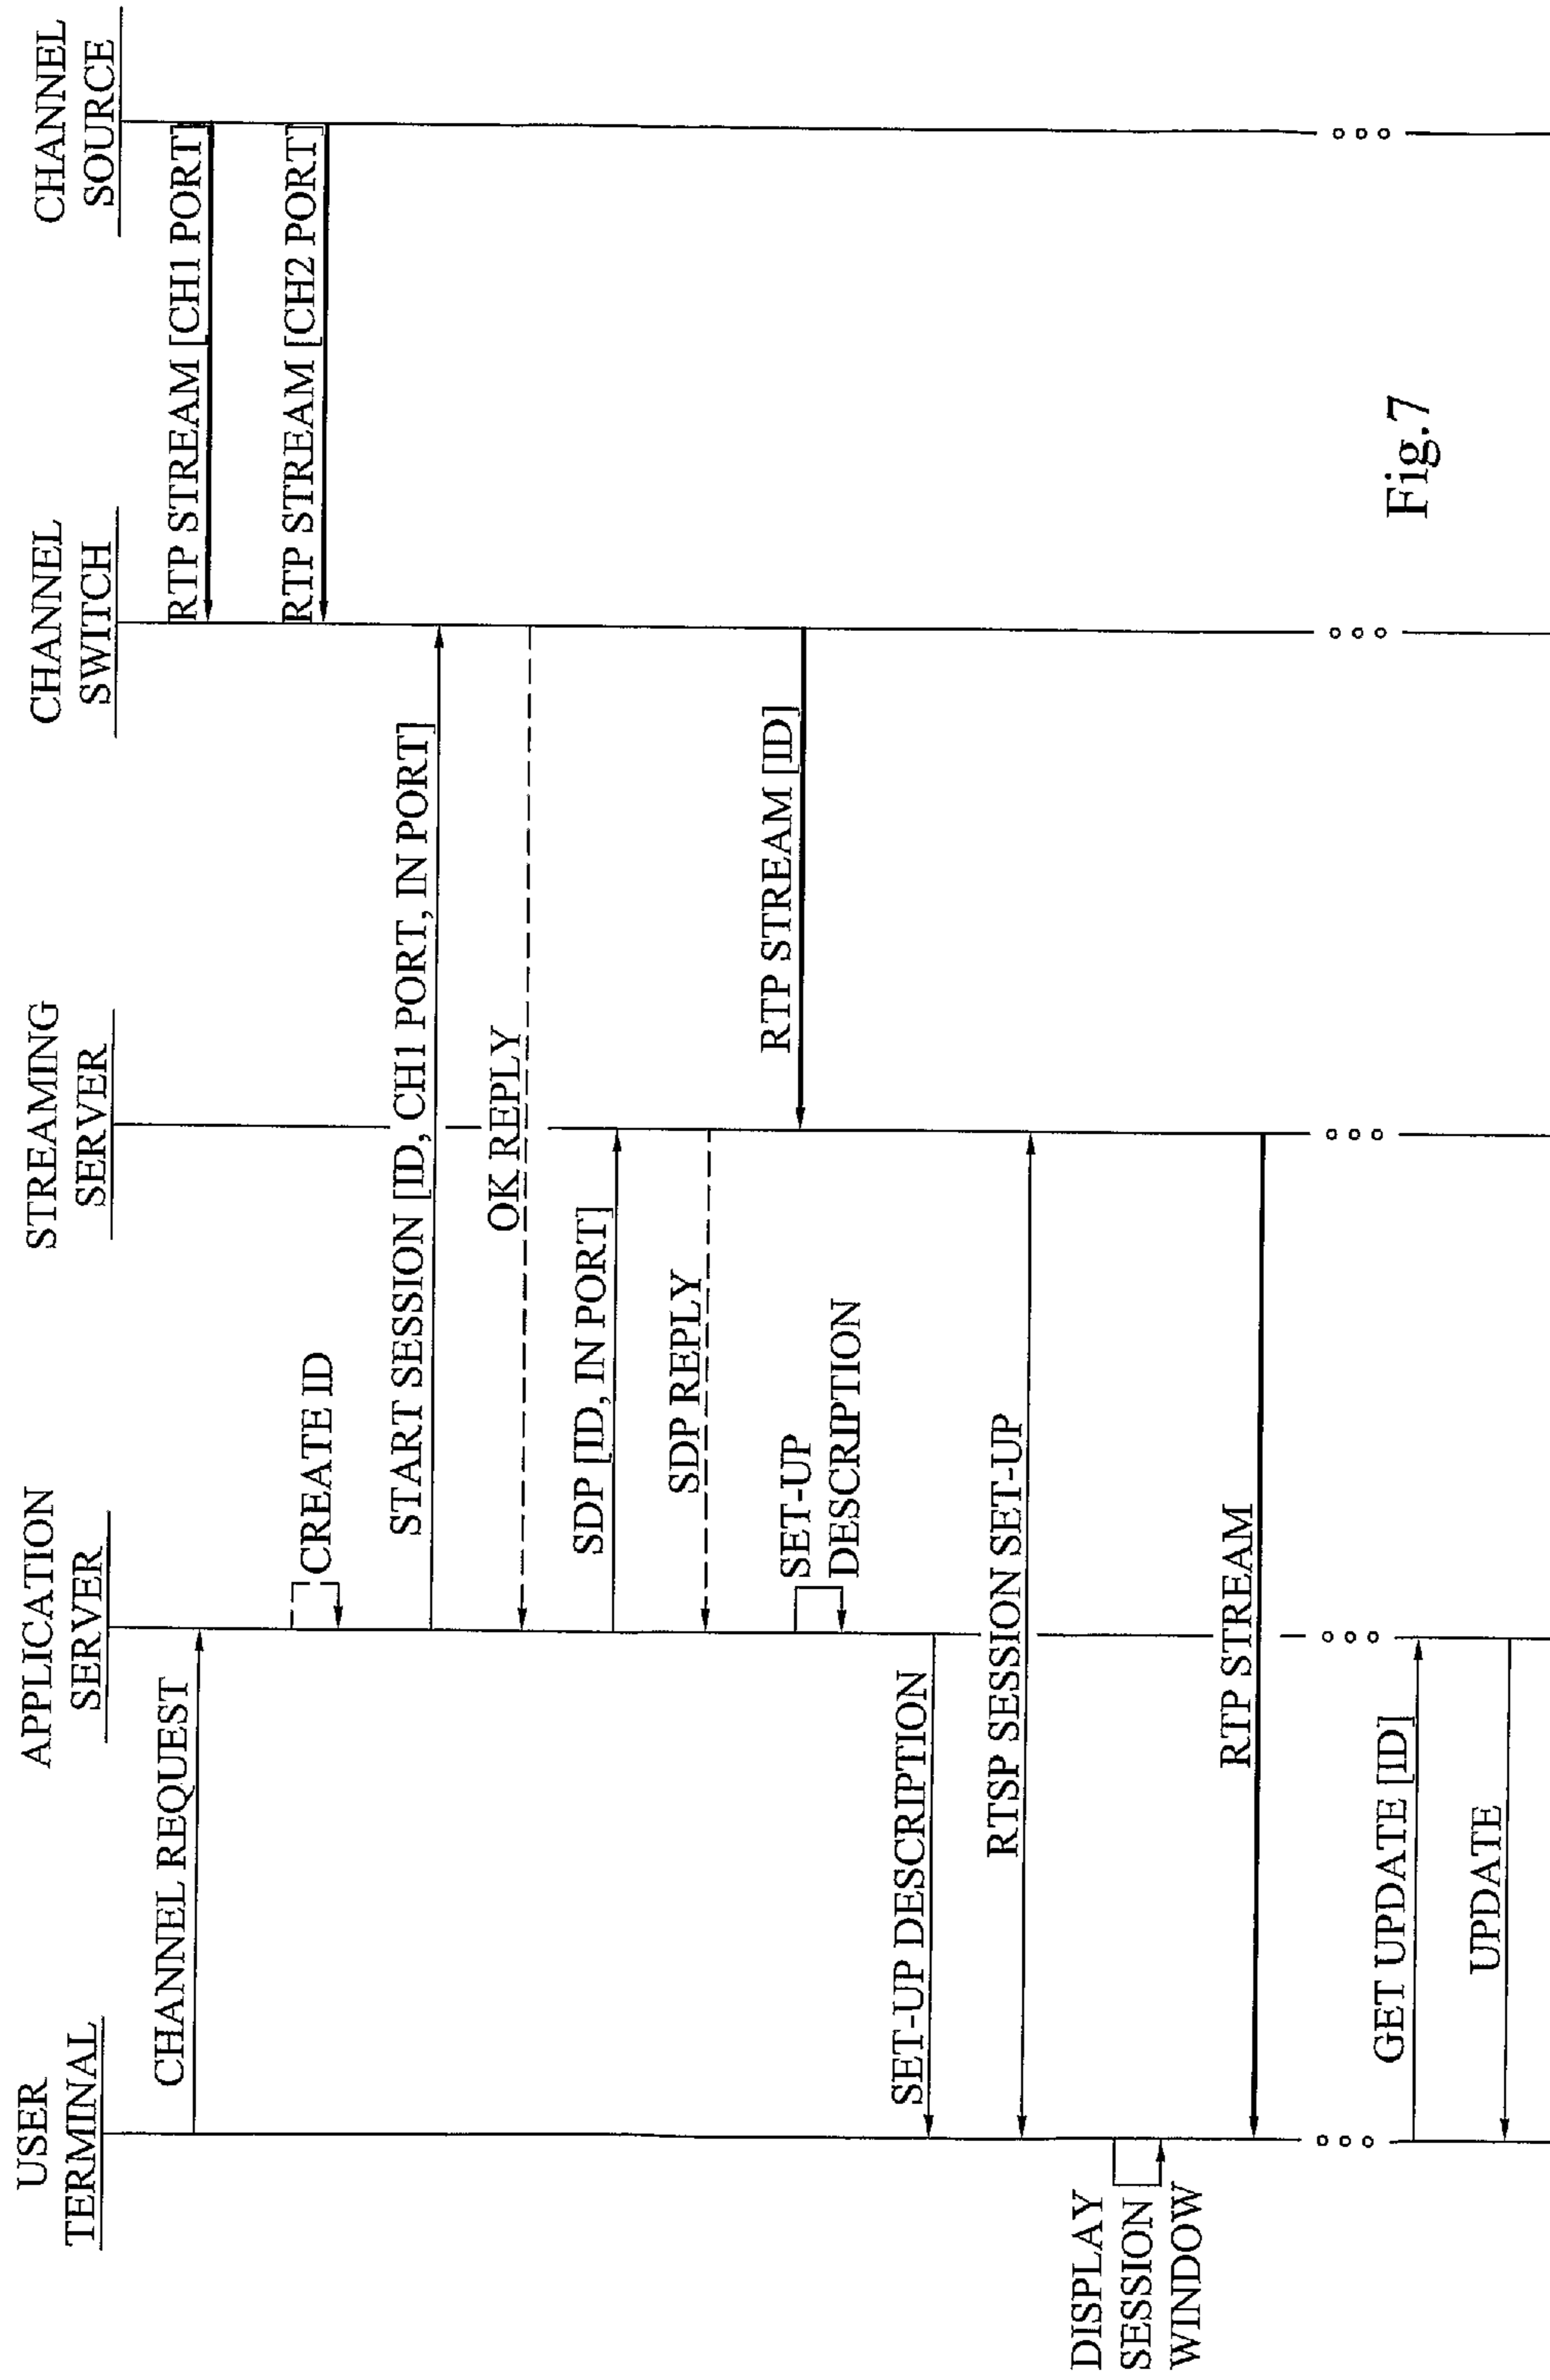 USER
TERMINAL
APPLICATION
SERVER
STREAMING
SERVER
CHANNEL
SWITCH
CHANNEL
SOURCE
CHANNEL REQUEST
RTP STREAM [CH1 PORT]
CREATE ID
RTP STREAM [CH2 PORT]
START SESSION [ID, CH1 PORT, IN PORT]
OK REPLY
SDP [ID, IN PORT]
SDP REPLY
SET-UP
DESCRIPTION
RTP STREAM [ID]
SET-UP DESCRIPTION
RTSP SESSION SET-UP
DISPLAY
SESSION
WINDOW
RTP STREAM
GET UPDATE [ID]
UPDATE
Fig.7